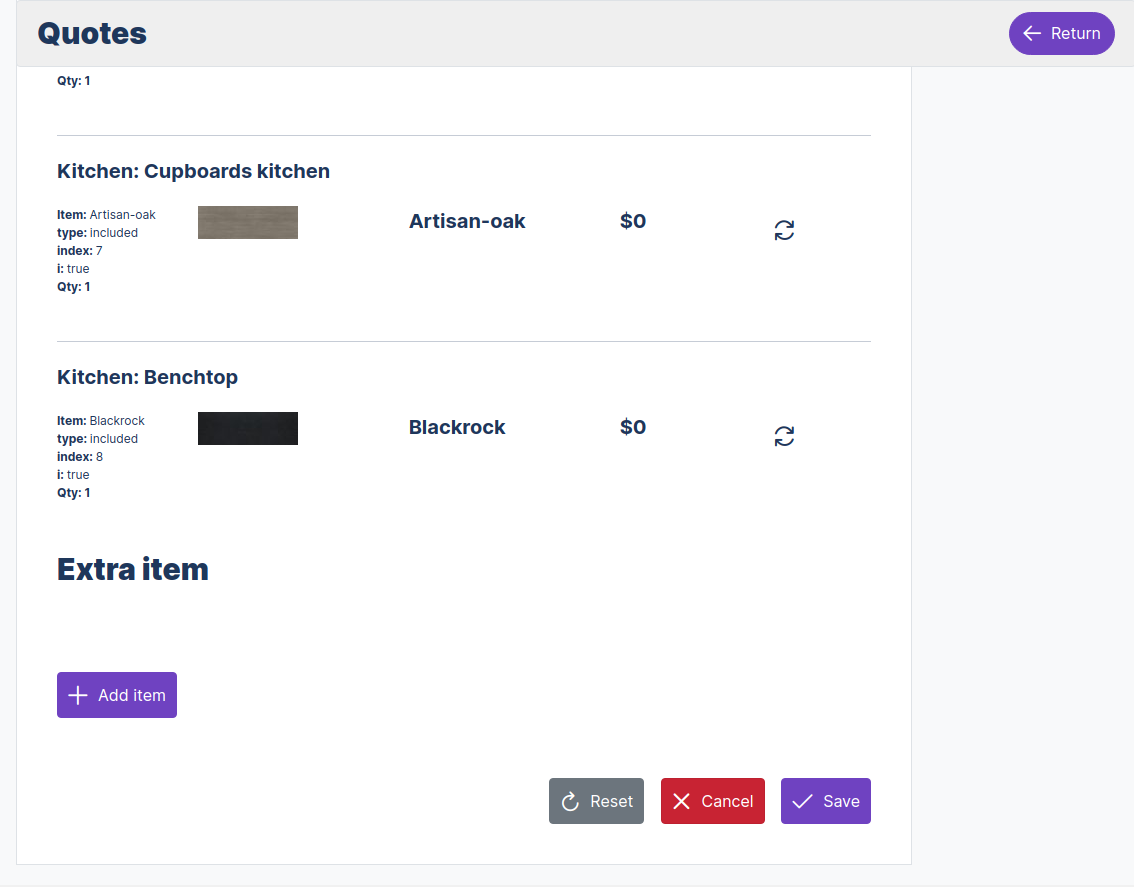 Quotes
Return
Qty: 1
Kitchen: Cupboards kitchen
Item: Artisan-oak
type: included
index: 7
i: true
Qty: 1
Artisan-oak
$0
Kitchen: Benchtop
Item: Blackrock
type: included
index: 8
i: true
Qty: 1
Blackrock
$0
Extra item
Add item
Reset
Cancel
Save